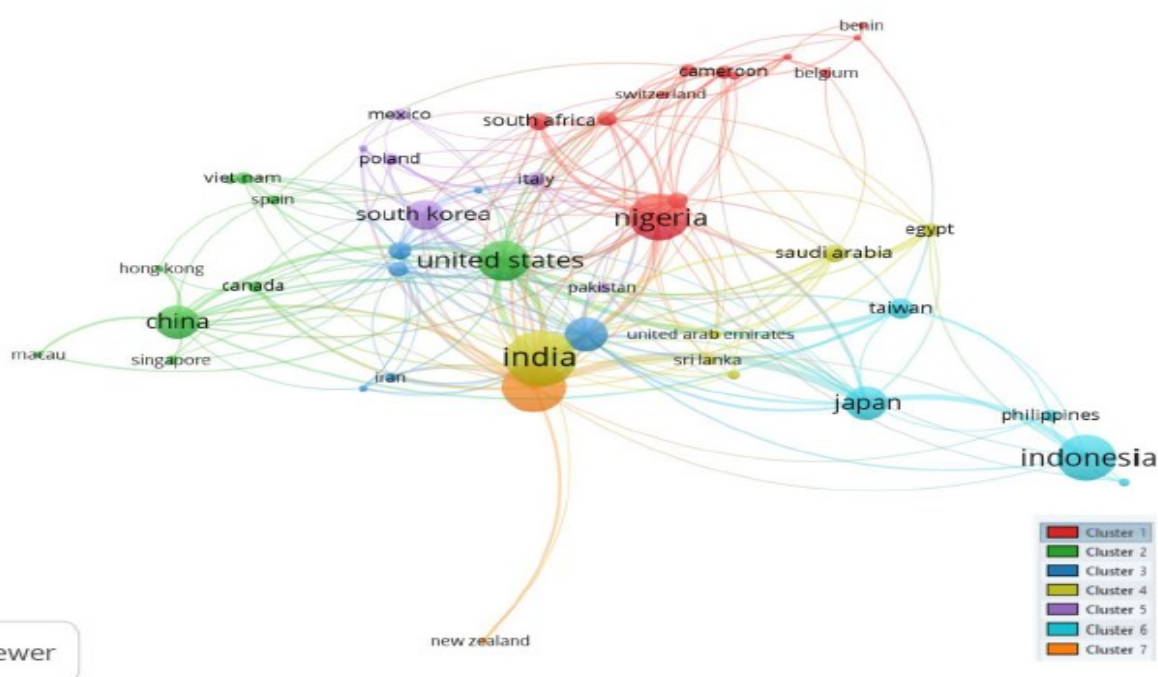 benin
cameroon
belgium
switzerland
mexico
south africa
poland
viet nam
italy
spain
south korea
nigeria
egypt
saudi arabia
united states
hong kong
canada
pakistan
taiwan
china
united arab emirates
macau
singapore
india
sri lanka
iran
japan
philippines
indonesia
Cluster 1
Cluster 2
Cluster 3
Cluster 4
Cluster 5
Cluster 6
Cluster 7
new zealand
ewer